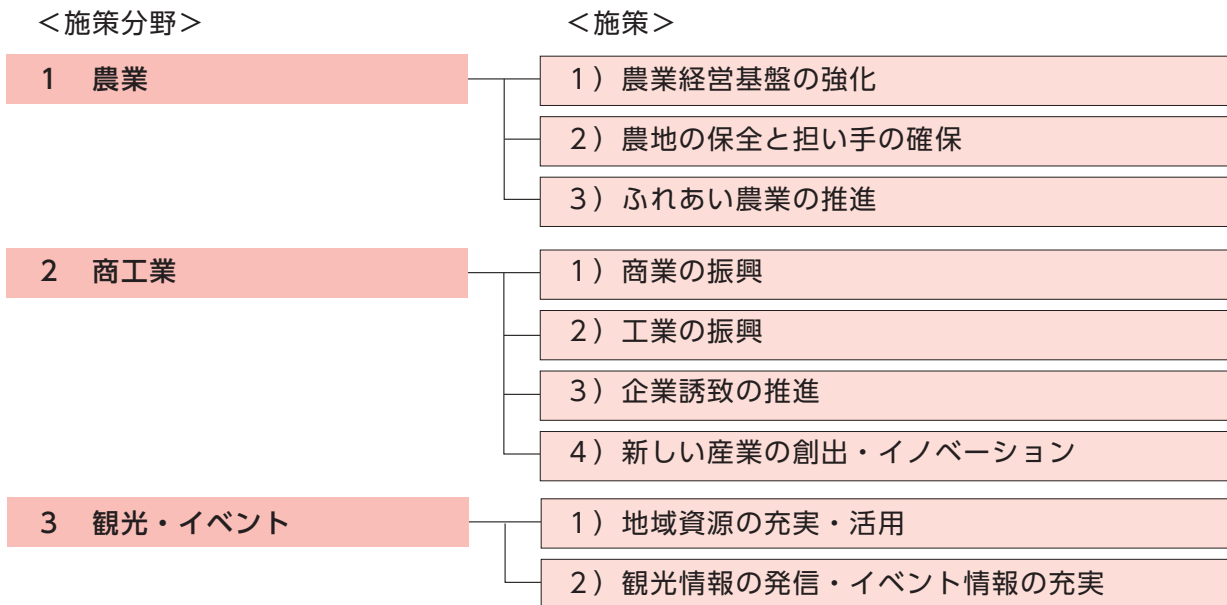 ＜施策分野＞
＜施策＞
１ 農業
１）農業経営基盤の強化
２）農地の保全と担い手の確保
３）ふれあい農業の推進
２ 商工業
１）商業の振興
２）工業の振興
３）企業誘致の推進
４）新しい産業の創出・イノベーション
３ 観光・イベント
１）地域資源の充実・活用
２）観光情報の発信・イベント情報の充実